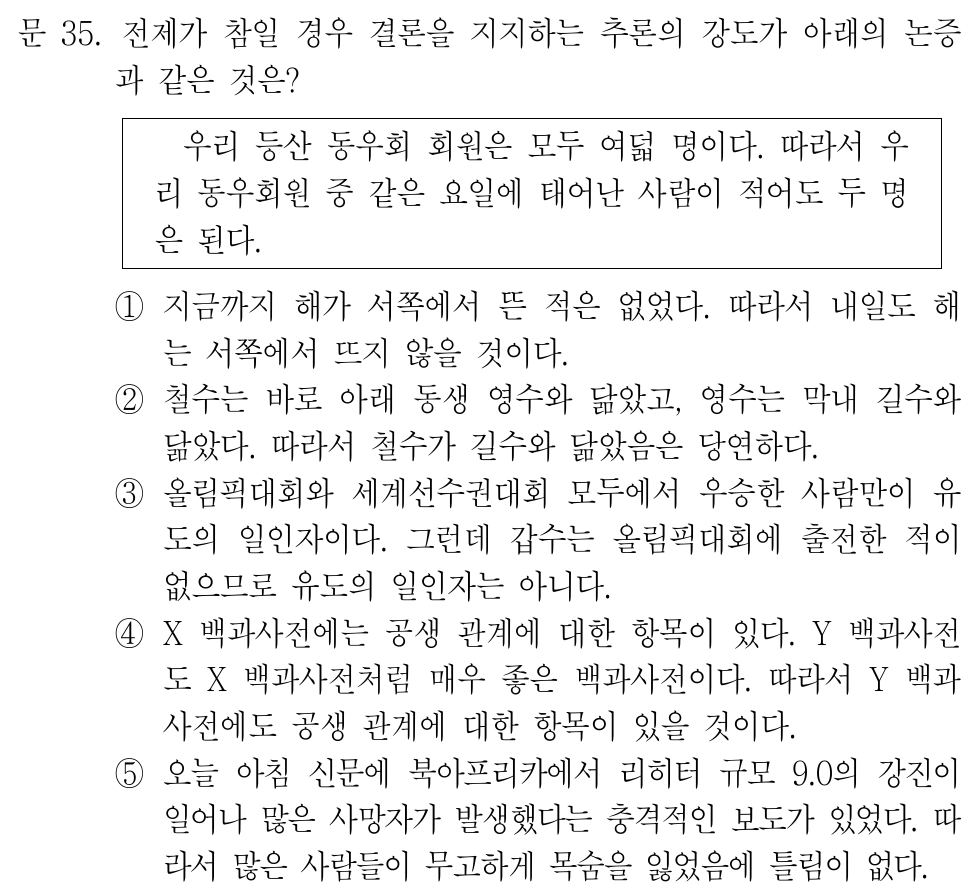 문 35. 전제가 참일 경우 결론을 지지하는 추론의 강도가 아래의 논증
과 같은 것은?
우리 등산 동우회 회원은 모두 여덟 명이다. 따라서 우
리 동우회원 중 같은 요일에 태어난 사람이 적어도 두 명
은 된다.
① 지금까지 해가 서쪽에서 뜬 적은 없었다. 따라서 내일도 해
는 서쪽에서 뜨지 않을 것이다.
② 철수는 바로 아래 동생 영수와 닮았고, 영수는 막내 길수와
닮았다. 따라서 철수가 길수와 닮았음은 당연하다.
③ 올림픽대회와 세계선수권대회 모두에서 우승한 사람만이 유
도의 일인자이다. 그런데 갑수는 올림픽대회에 출전한 적이
없으므로 유도의 일인자는 아니다.
④ X 백과사전에는 공생 관계에 대한 항목이 있다. Y 백과사전
도 X 백과사전처럼 매우 좋은 백과사전이다. 따라서 Y 백과
사전에도 공생 관계에 대한 항목이 있을 것이다.
⑤ 오늘 아침 신문에 북아프리카에서 리히터 규모 9.0의 강진이
일어나 많은 사망자가 발생했다는 충격적인 보도가 있었다. 따
라서 많은 사람들이 무고하게 목숨을 잃었음에 틀림이 없다.